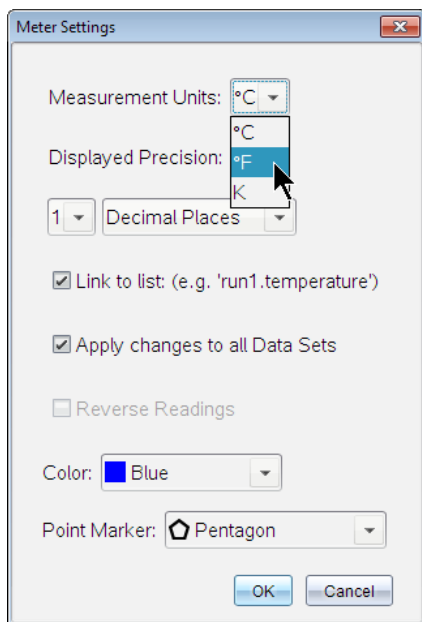 Meter Settings
Measurement Units: °C
°C
Displayed Precision: °F
K
1 Decimal Places
Link to list: (e.g. 'run1.temperature')
Apply changes to all Data Sets
Reverse Readings
Color: Blue
Point Marker: Pentagon
OK Cancel